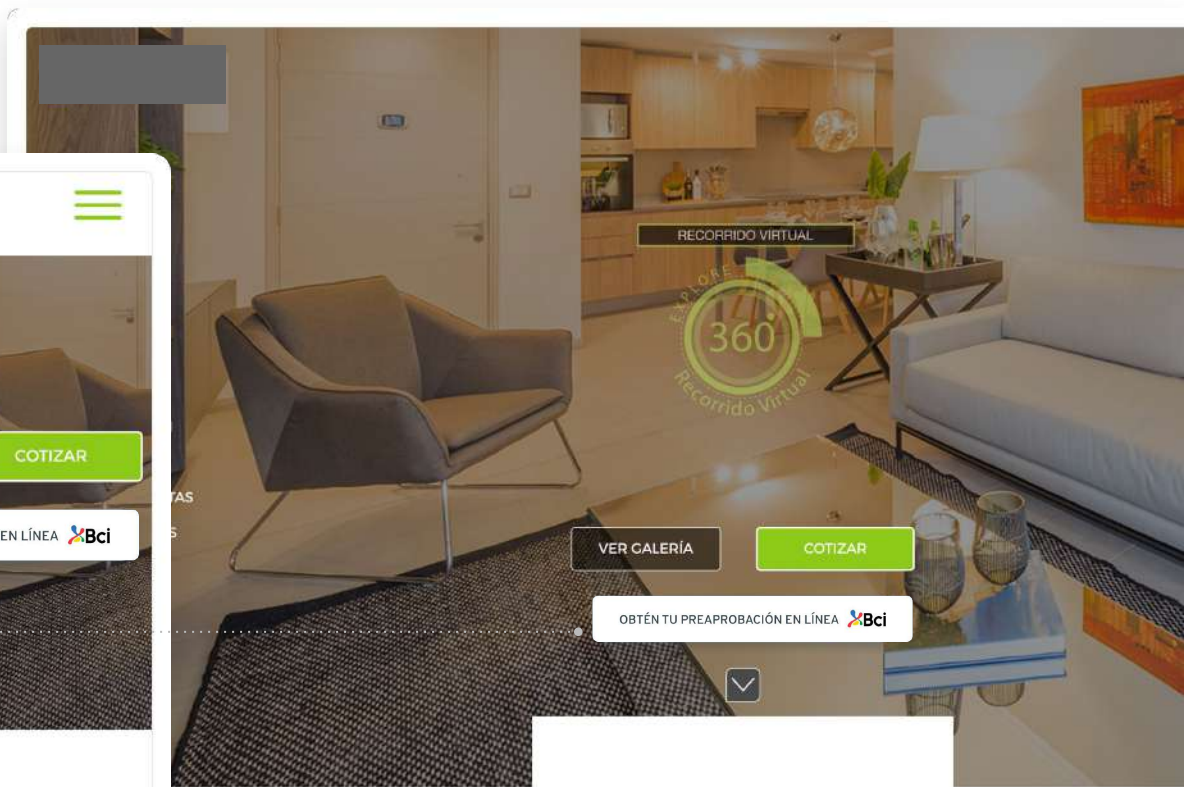 COTIZAR
EN LÍNEA Bci
TAS
S
RECORRIDO VIRTUAL
EXPLORE
360°
Recorrido Virtual
VER GALERÍA
COTIZAR
OBTÉN TU PREAPROBACIÓN EN LÍNEA Bci